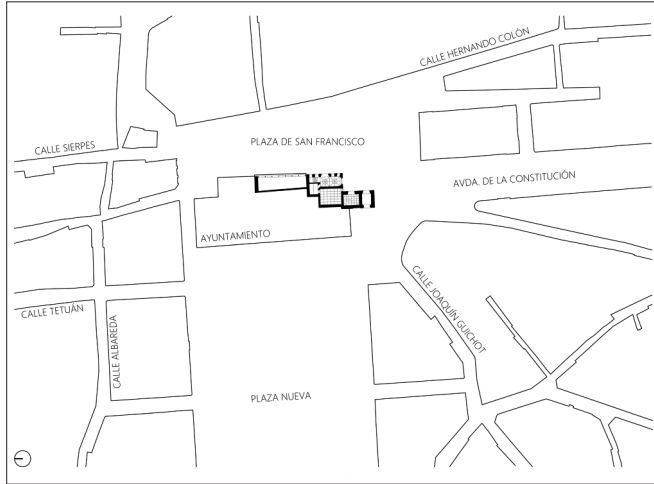 CALLE HERNANDO COLÓN
CALLE SIERPES
PLAZA DE SAN FRANCISCO
AVDA. DE LA CONSTITUCIÓN
AYUNTAMIENTO
CALLE JOAQUÍN GUICHOT
CALLE TETUÁN
CALLE ALBAREDA
PLAZA NUEVA